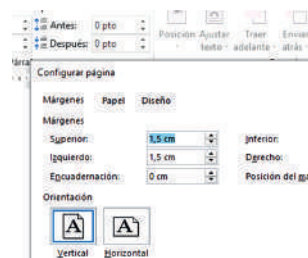 Antes: 0 pto
Después: 0 pto
Posición Ajustar texto Traer adelante Enviar atrás
Configurar página
Márgenes Papel Diseño
Márgenes
Superior: 1,5 cm Inferior:
Izquierdo: 1,5 cm Derecho:
Encuadernación: 0 cm Posición del
Orientación
A A
Vertical Horizontal